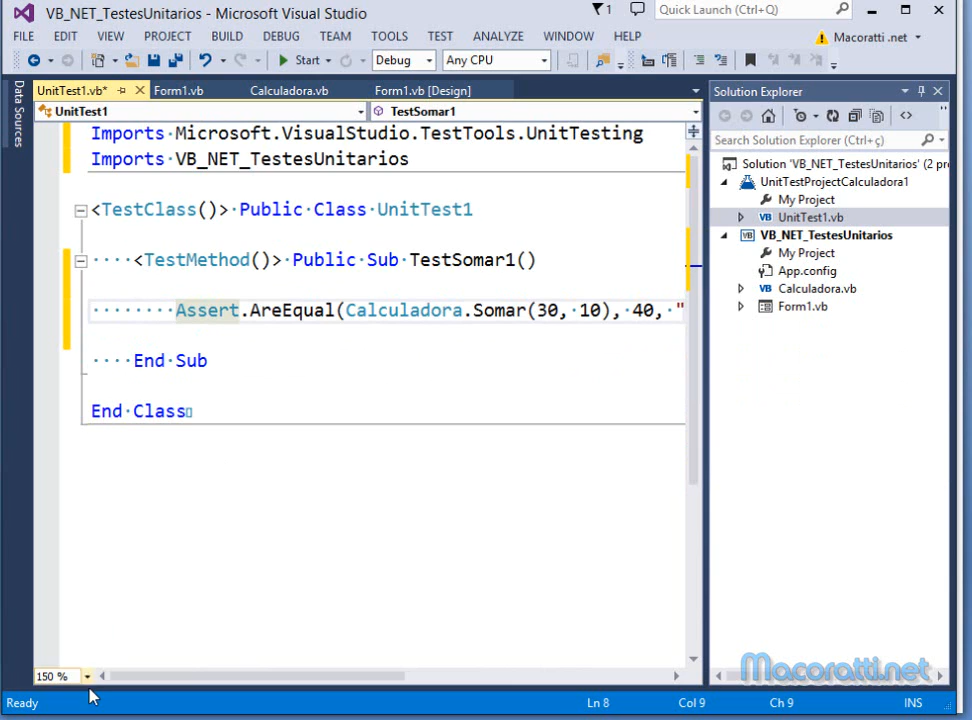 VB_NET_TestesUnitarios - Microsoft Visual Studio
1
Quick Launch (Ctrl+Q)
FILE EDIT VIEW PROJECT BUILD DEBUG TEAM TOOLS TEST ANALYZE WINDOW HELP
Macoratti .net
Start Debug Any CPU
Data Sources
UnitTest1.vb* Form1.vb Calculadora.vb Form1.vb [Design]
UnitTest1 TestSomar1
Imports Microsoft.VisualStudio.TestTools.UnitTesting
Imports VB_NET_TestesUnitarios
<TestClass()> Public Class UnitTest1
<TestMethod()> Public Sub TestSomar1()
Assert.AreEqual(Calculadora.Somar(30, 10), 40, "
End Sub
End Class
150 %
Solution Explorer
Search Solution Explorer (Ctrl+ç)
Solution 'VB_NET_TestesUnitarios' (2 pro
UnitTestProjectCalculadora1
My Project
UnitTest1.vb
VB_NET_TestesUnitarios
My Project
App.config
Calculadora.vb
Form1.vb
Macoratti.net
Ready Ln 8 Col 9 Ch 9 INS